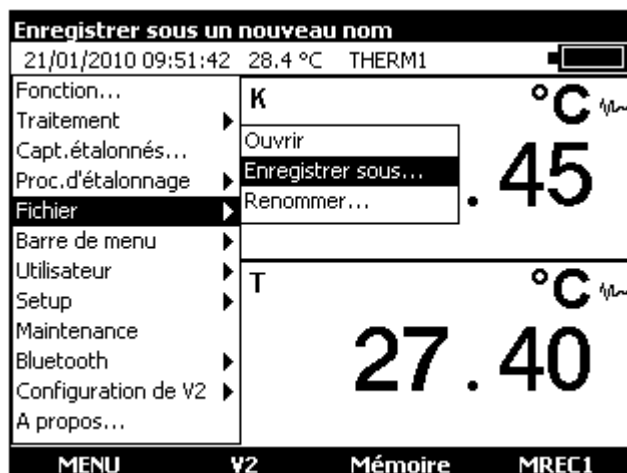 Enregistrer sous un nouveau nom
21/01/2010 09:51:42 28.4 °C THERM1
Fonction...
Traitement
Capt.étalonnés...
Proc.d'étalonnage
Fichier
Barre de menu
Utilisateur
Setup
Maintenance
Bluetooth
Configuration de V2
A propos...
Ouvrir
Enregistrer sous...
Renommer...
K °C
. 45
T °C
27.40
MENU V2 Mémoire MREC1